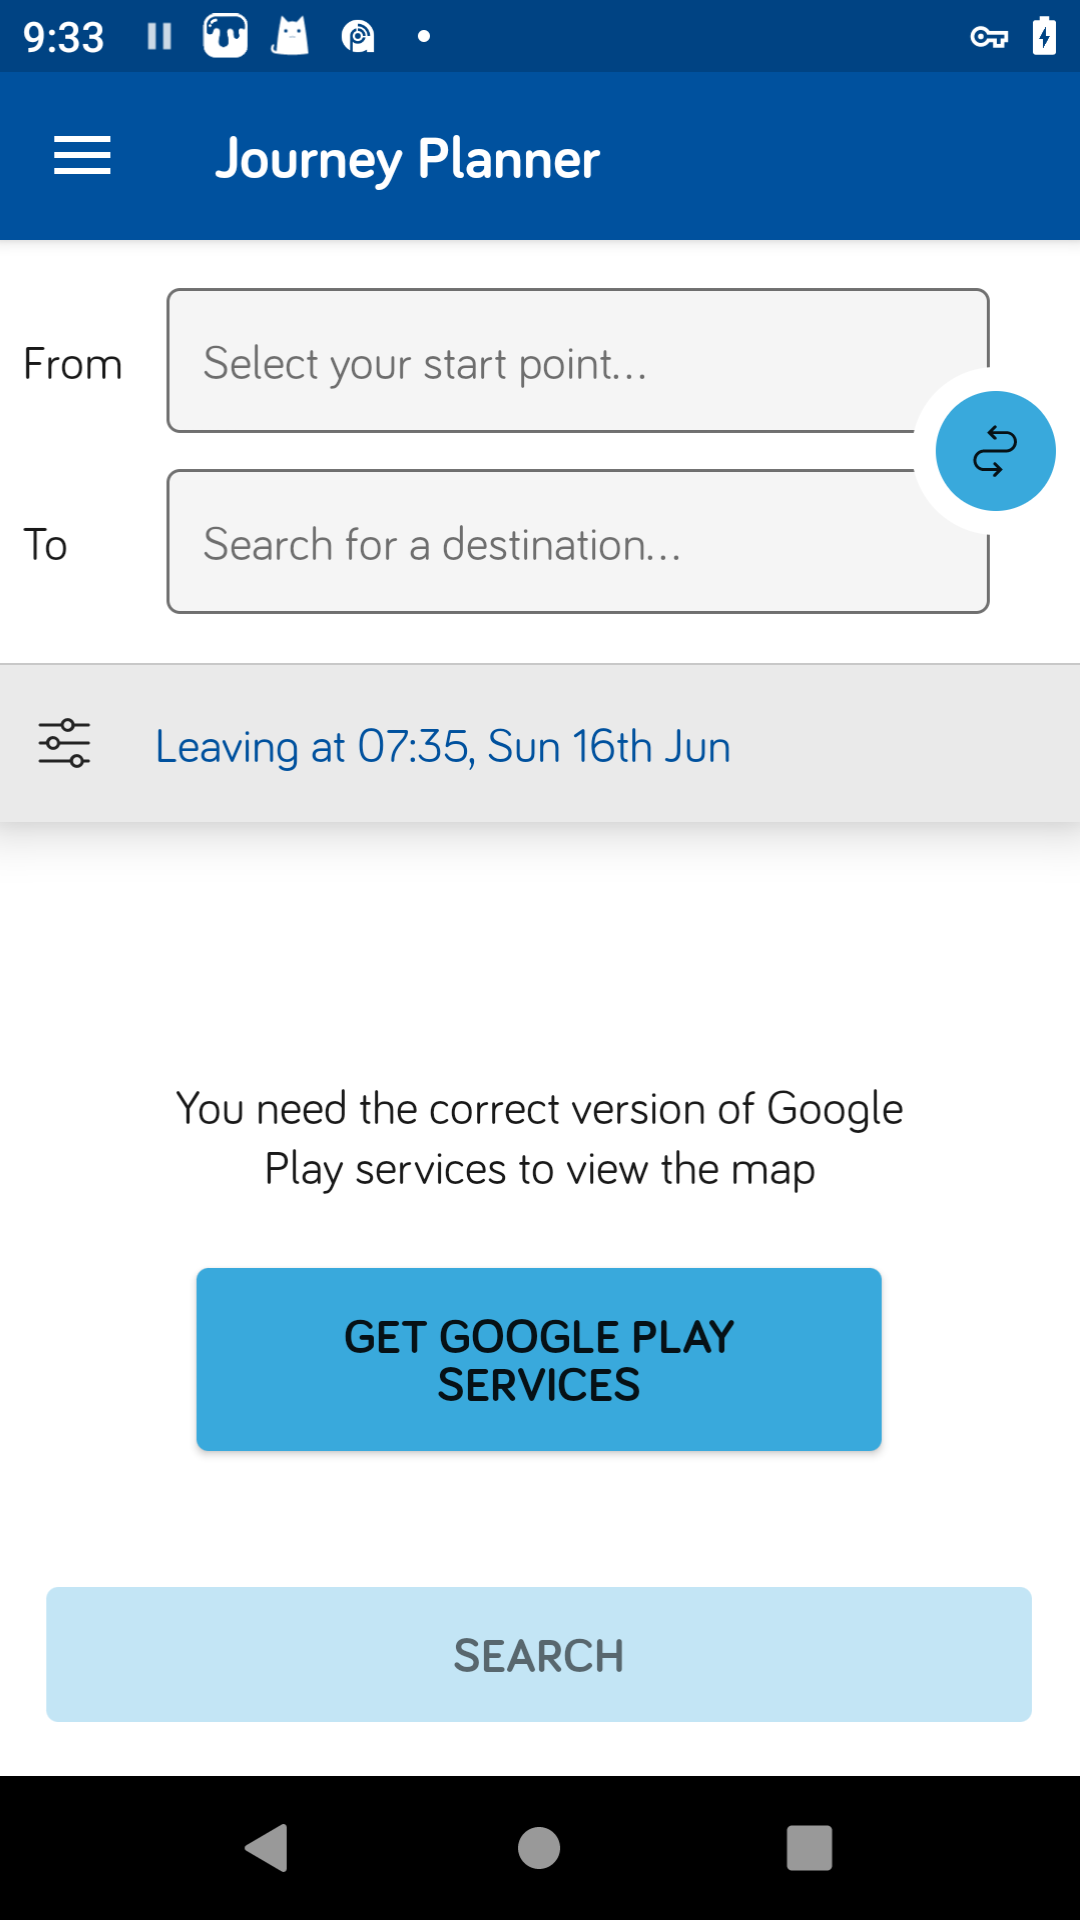 9:33
Journey Planner
From
Select your start point...
To
Search for a destination...
Leaving at 07:35, Sun 16th Jun
You need the correct version of Google
Play services to view the map
GET GOOGLE PLAY
SERVICES
SEARCH